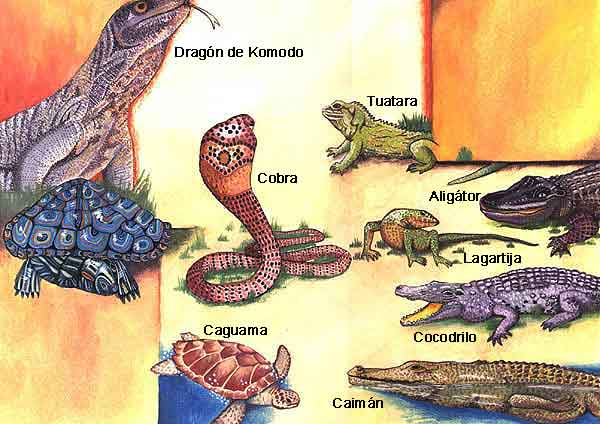 Dragón de Komodo
Tuatara
Cobra
Aligátor
Lagartija
Caguama
Cocodrilo
Caimán